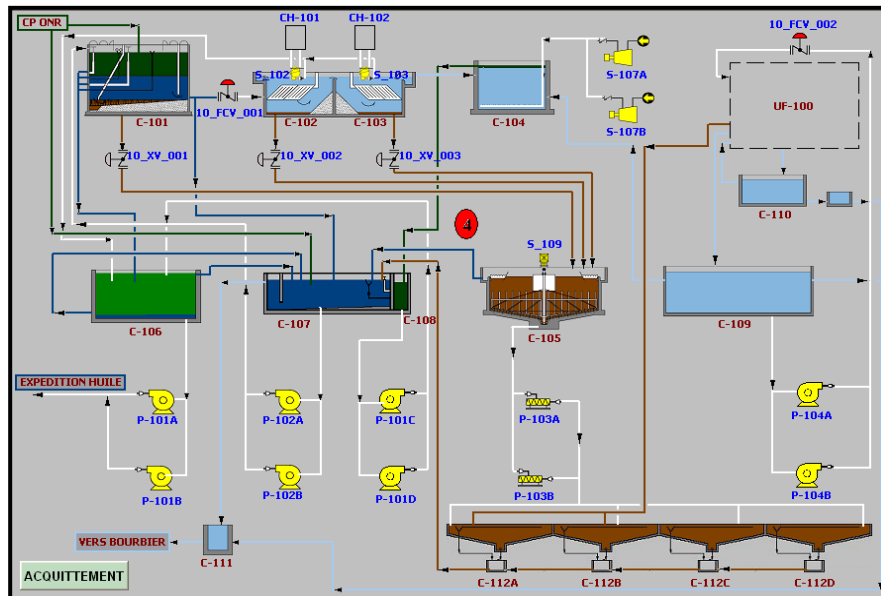 CP ONR
CH-101
CH-102
10_FCV_002
S_102
S_103
S-107A
UF-100
C-101
10_FCV_001
C-102
C-103
C-104
S-107B
10_XV_001
10_XV_002
10_XV_003
C-110
4
S_109
C-106
C-107
C-108
C-105
C-109
EXPEDITION HUILE
P-101A
P-102A
P-101C
P-103A
P-104A
P-101B
P-102B
P-101D
P-103B
P-104B
VERS BOURBIER
C-111
ACQUITTEMENT
C-112A
C-112B
C-112C
C-112D